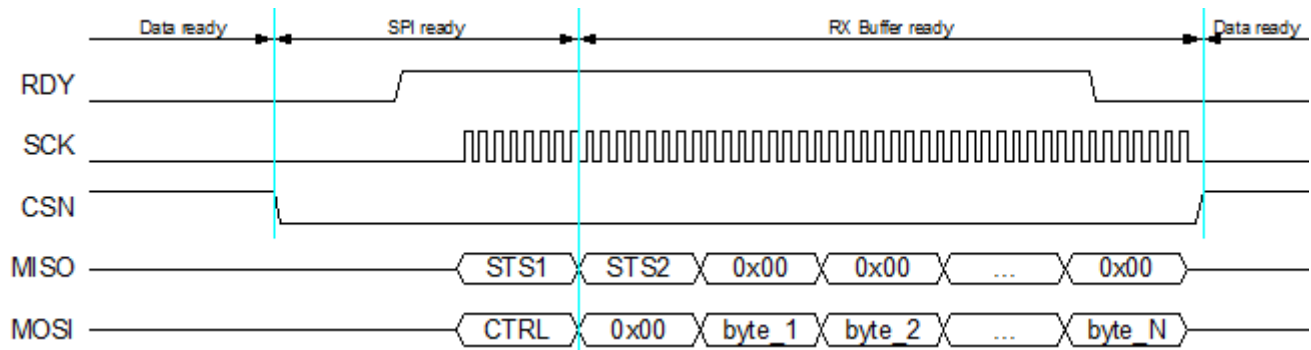 Data ready SPI ready RX Buffer ready Data ready
RDY
SCK
CSN
MISO STS1 STS2 0x00 0x00 ... 0x00
MOSI CTRL 0x00 byte_1 byte_2 ... byte_N